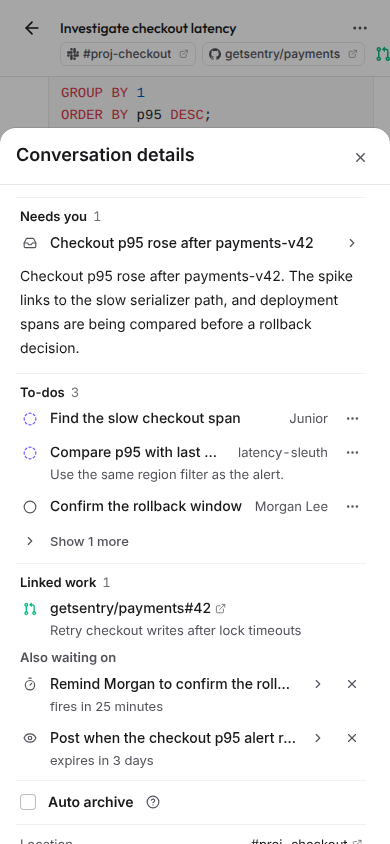 Investigate checkout latency
#proj-checkout
getsentry/payments
GROUP BY 1
ORDER BY p95 DESC;
Conversation details
Needs you 1
Checkout p95 rose after payments-v42
Checkout p95 rose after payments-v42. The spike
links to the slow serializer path, and deployment
spans are being compared before a rollback
decision.
To-dos 3
Find the slow checkout span Junior
Compare p95 with last ... latency-sleuth
Use the same region filter as the alert.
Confirm the rollback window Morgan Lee
Show 1 more
Linked work 1
getsentry/payments#42
Retry checkout writes after lock timeouts
Also waiting on
Remind Morgan to confirm the roll...
fires in 25 minutes
Post when the checkout p95 alert r...
expires in 3 days
Auto archive
Location #proj-checkout